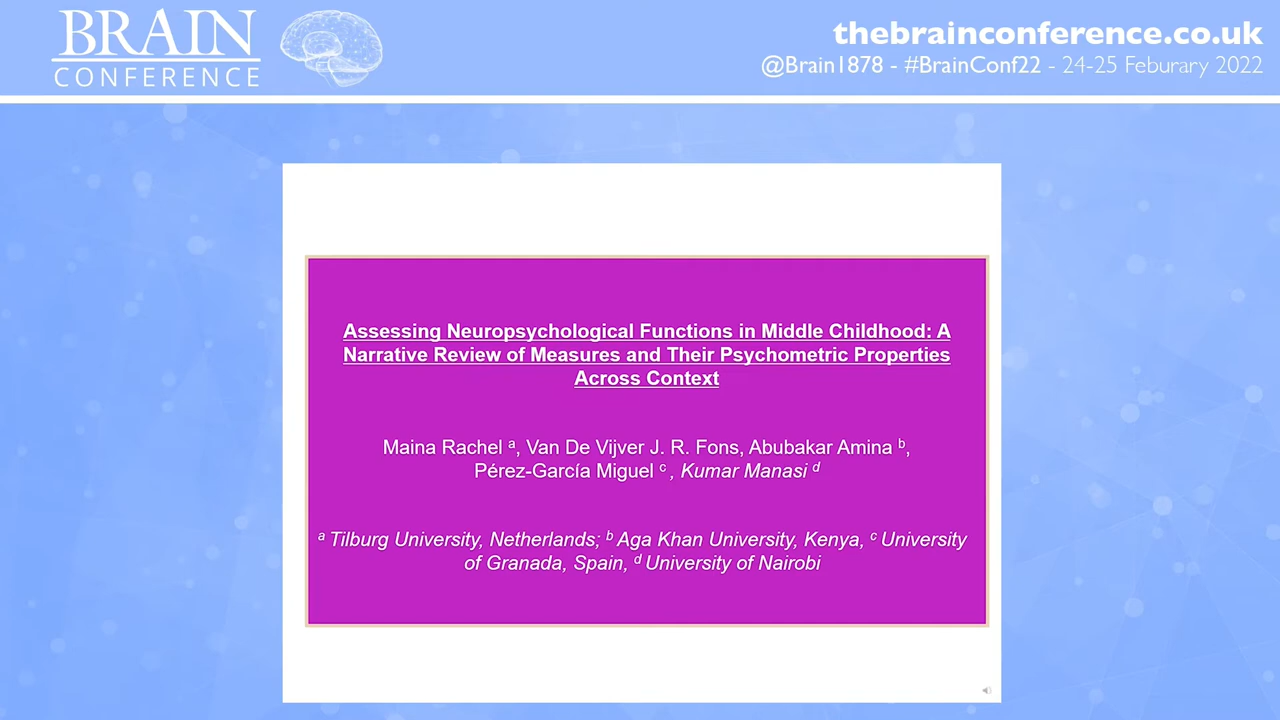 BRAIN
CONFERENCE
thebrainconference.co.uk
@Brain1878 - #BrainConf22 - 24-25 Feburary 2022
Assessing Neuropsychological Functions in Middle Childhood: A
Narrative Review of Measures and Their Psychometric Properties
Across Context
Maina Rachel ᵃ, Van De Vijver J. R. Fons, Abubakar Amina ᵇ,
Pérez-García Miguel ᶜ , Kumar Manasi ᵈ
ᵃ Tilburg University, Netherlands; ᵇ Aga Khan University, Kenya, ᶜ University
of Granada, Spain, ᵈ University of Nairobi